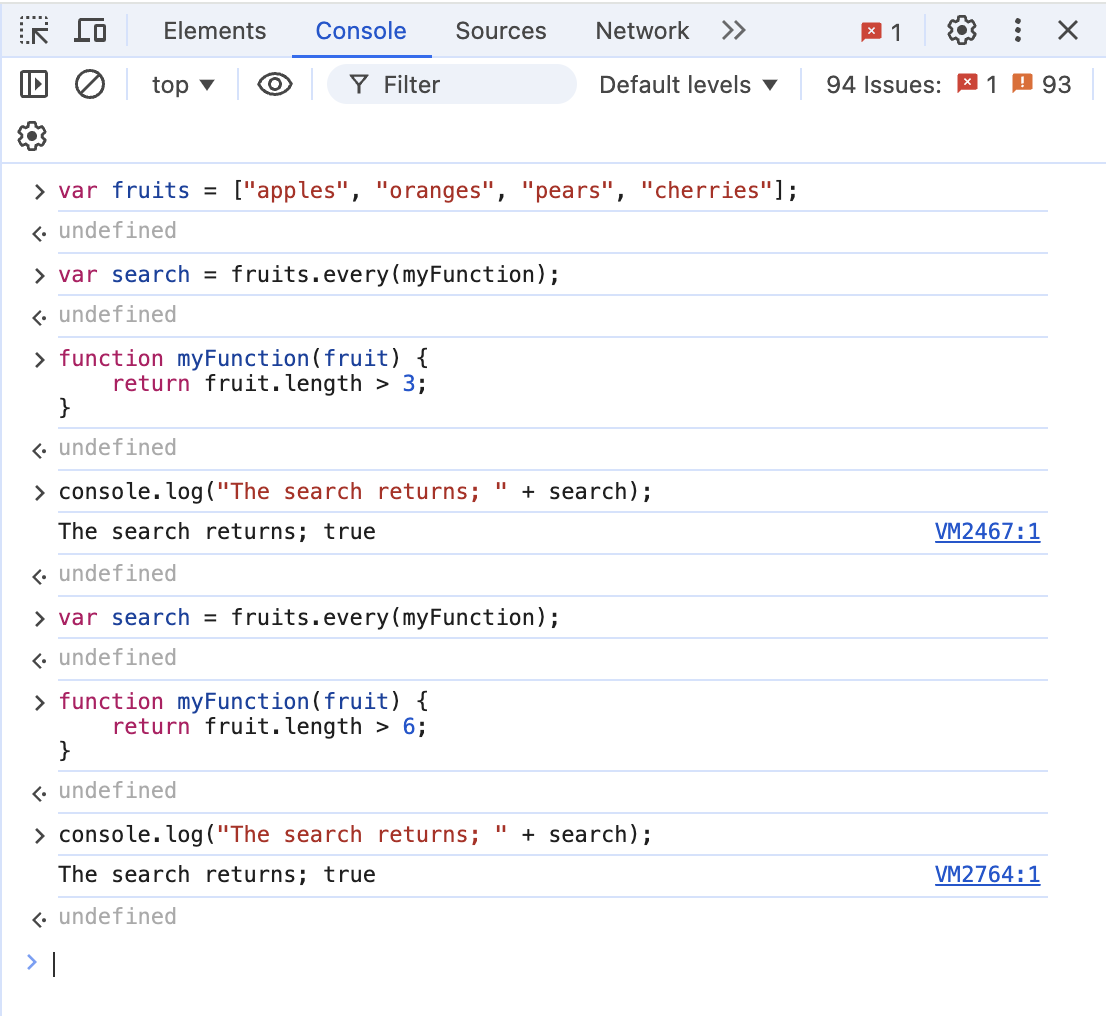 Elements Console Sources Network 1
top Filter Default levels 94 Issues: 1 93
var fruits = ["apples", "oranges", "pears", "cherries"];
undefined
var search = fruits.every(myFunction);
undefined
function myFunction(fruit) {
    return fruit.length > 3;
}
undefined
console.log("The search returns; " + search);
The search returns; true VM2467:1
undefined
var search = fruits.every(myFunction);
undefined
function myFunction(fruit) {
    return fruit.length > 6;
}
undefined
console.log("The search returns; " + search);
The search returns; true VM2764:1
undefined